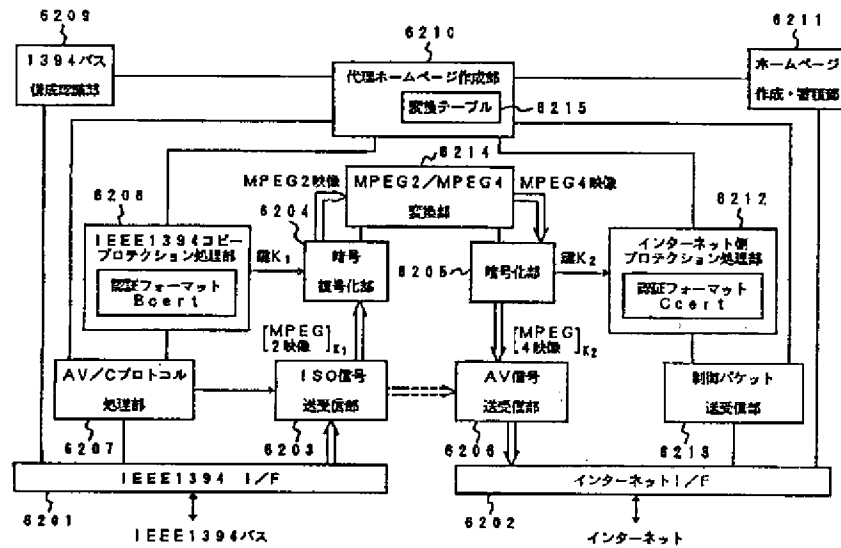 6209
6210
6211
1394バス
構成認識部
代理ホームページ作成部
変換テーブル
6215
ホームページ
作成・蓄積部
6214
MPEG2映像
MPEG2/MPEG4
変換部
MPEG4映像
6208
6204
6212
IEEE1394コピー
プロテクション処理部
認証フォーマット
Bcert
鍵K1
暗号
復号化部
6205
暗号化部
鍵K2
インターネット側
プロテクション処理部
認証フォーマット
Ccert
[MPEG
2映像]K1
[MPEG
4映像]K2
AV/Cプロトコル
処理部
ISO信号
送受信部
AV信号
送受信部
制御パケット
送受信部
6207
6203
6206
6213
IEEE1394 I/F
インターネットI/F
6201
IEEE1394バス
6202
インターネット